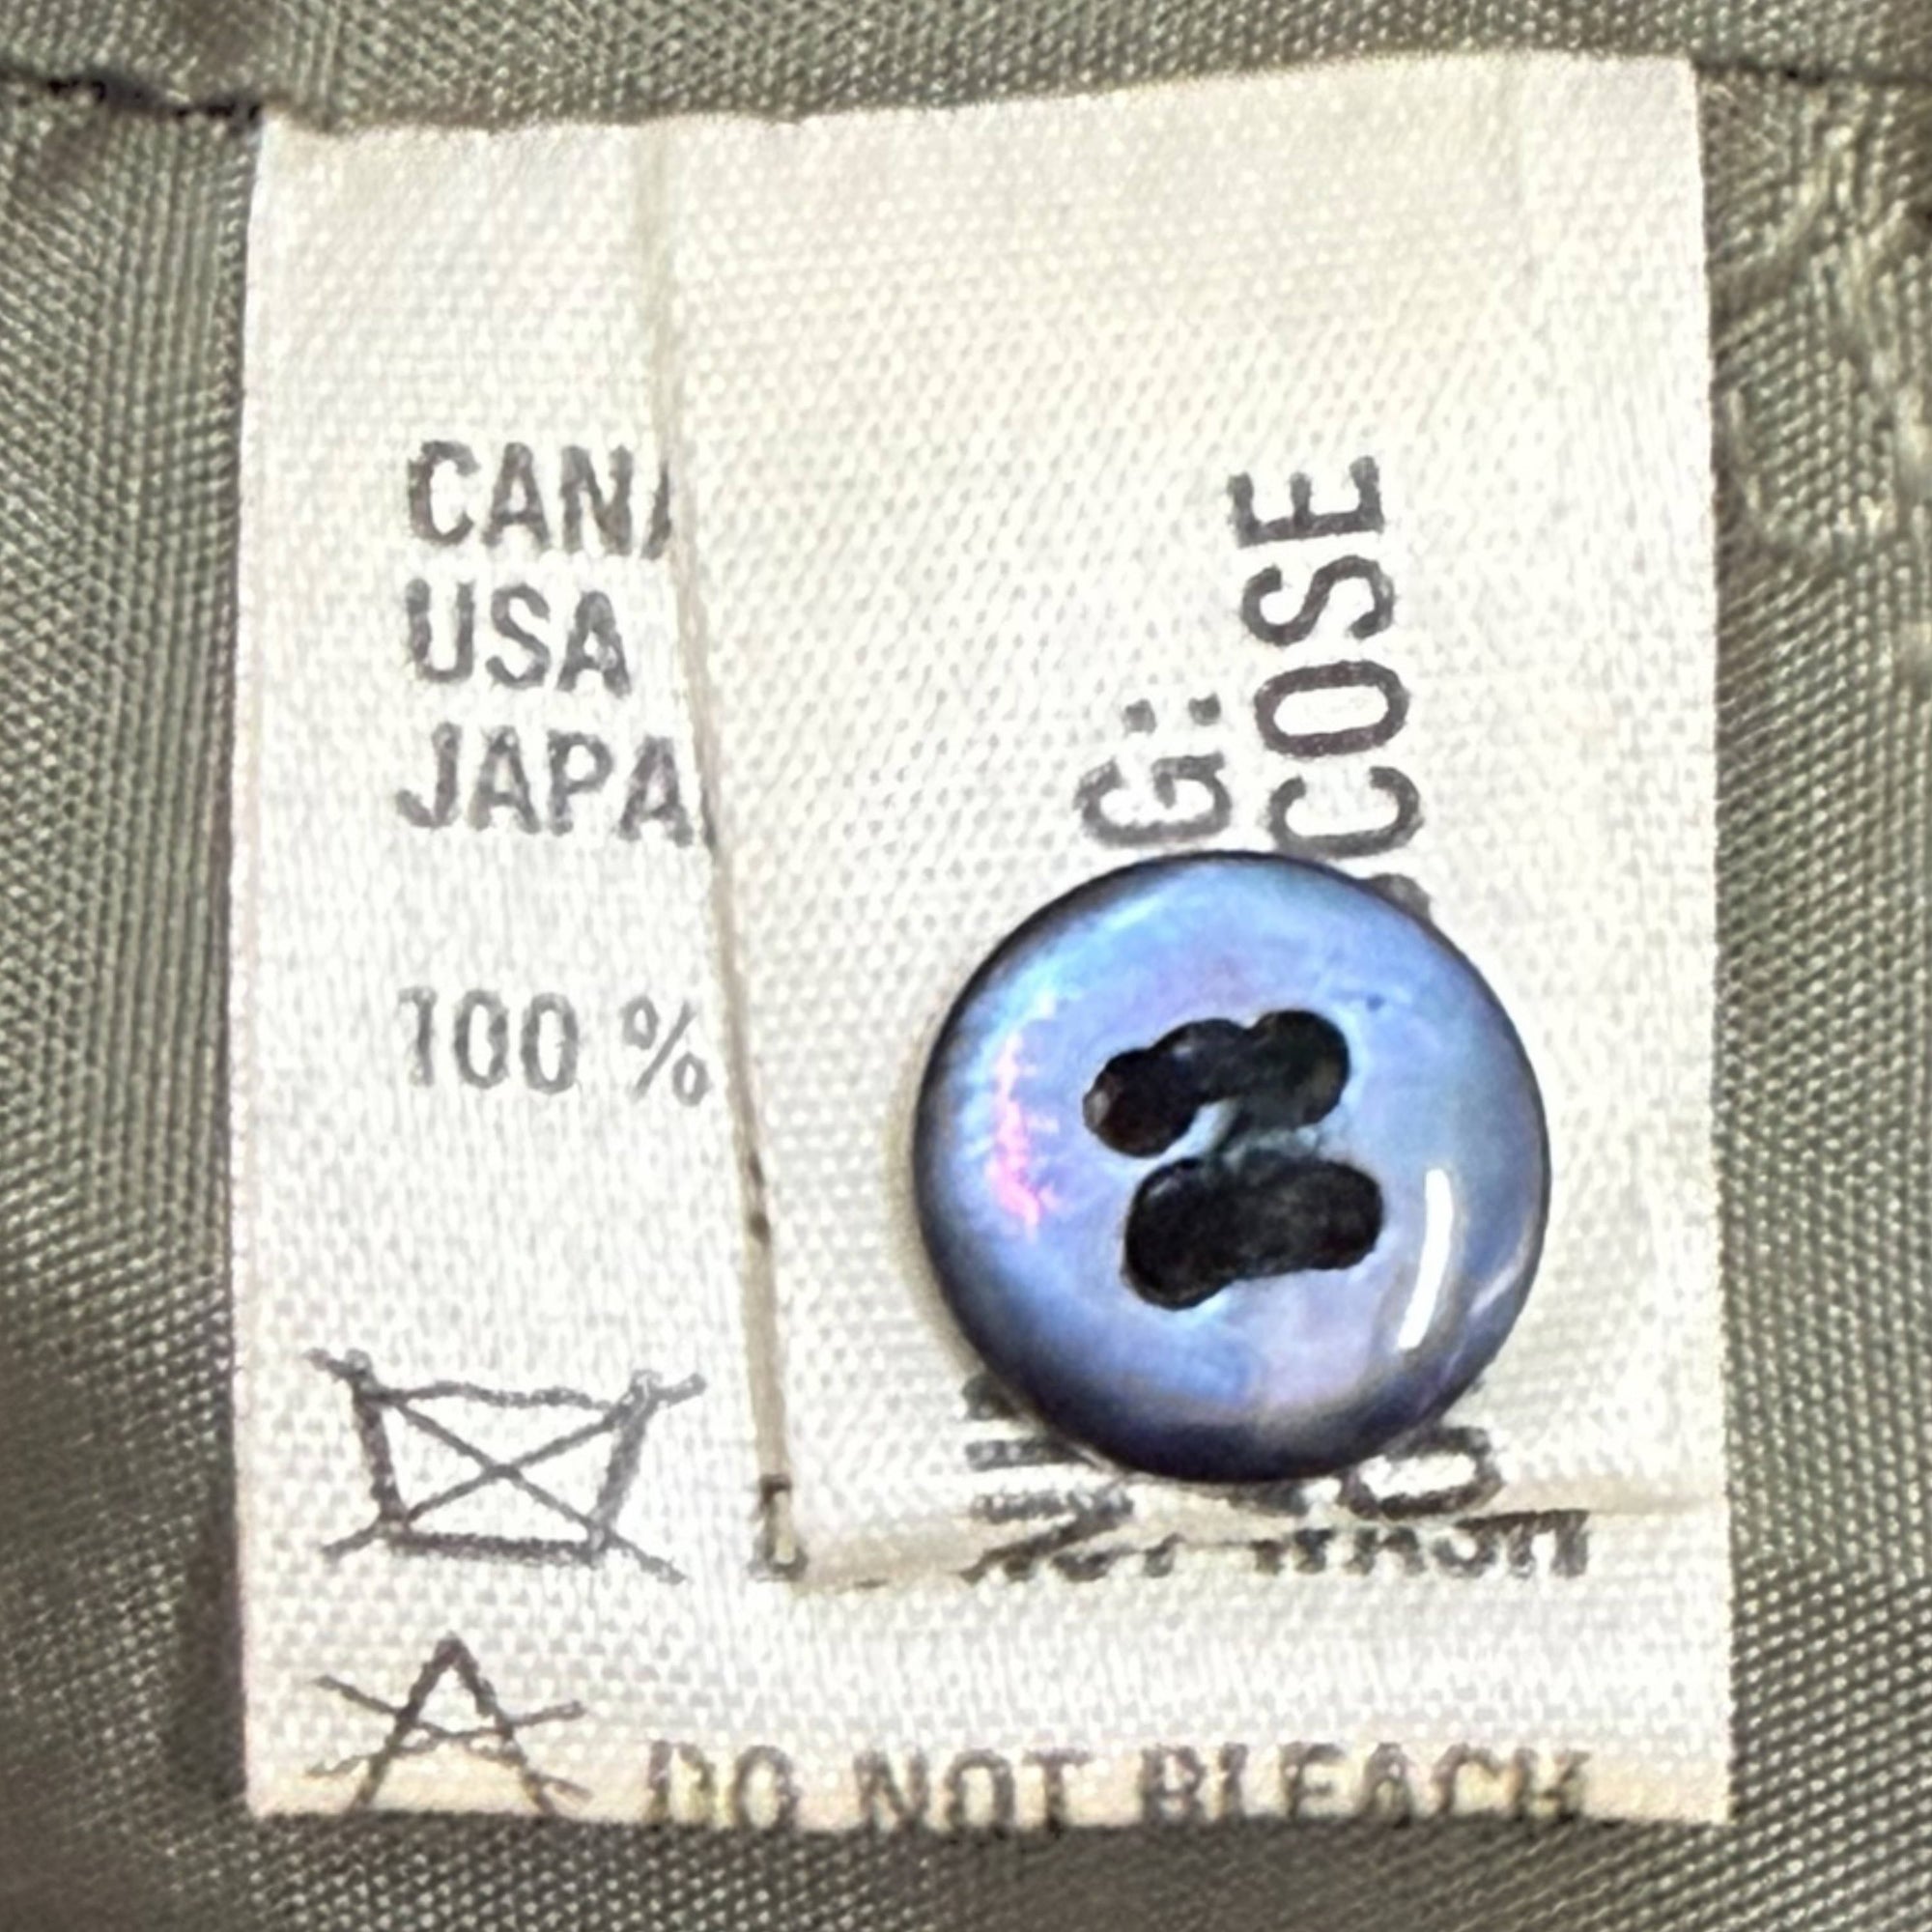 CANA
USA
JAPA
100 %
G:
COSE
DO NOT BLEACH